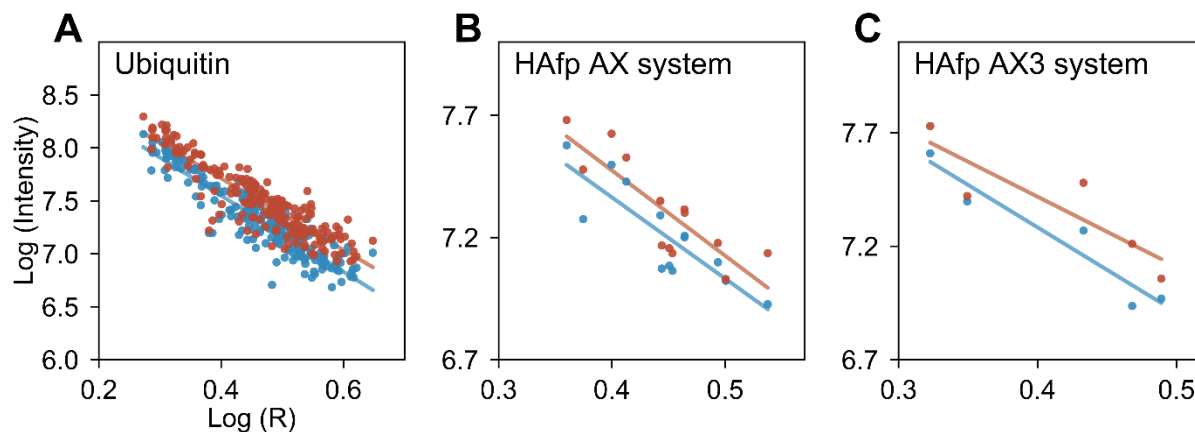 A
Ubiquitin
Log (Intensity)
8.5
8.0
7.5
7.0
6.5
6.0
0.2
0.4
0.6
Log (R)
B
HAfp AX system
7.7
7.2
6.7
0.4
0.5
C
HAfp AX3 system
7.7
7.2
6.7
0.3
0.4
0.5